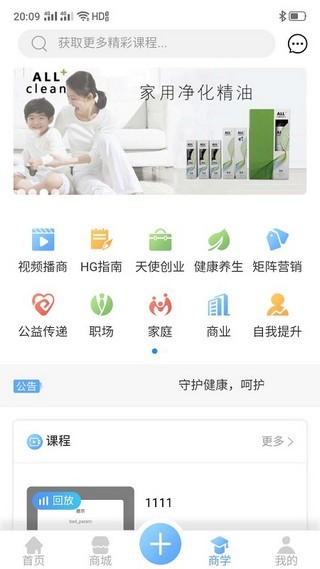 20:09
HD
获取更多精彩课程...
ALL+
clean
家用净化精油
视频播商 HG指南 天使创业 健康养生 矩阵营销
公益传递 职场 家庭 商业 自我提升
公告 守护健康，呵护
课程 更多
回放
1111
bad_param
首页 商城 商学 我的